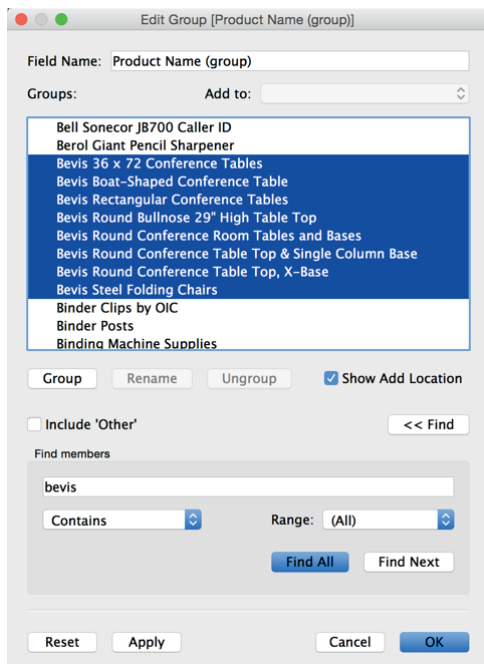 Edit Group [Product Name (group)]
Field Name: Product Name (group)
Groups: Add to:
Bell Sonecor JB700 Caller ID
Berol Giant Pencil Sharpener
Bevis 36 x 72 Conference Tables
Bevis Boat-Shaped Conference Table
Bevis Rectangular Conference Tables
Bevis Round Bullnose 29" High Table Top
Bevis Round Conference Room Tables and Bases
Bevis Round Conference Table Top & Single Column Base
Bevis Round Conference Table Top, X-Base
Bevis Steel Folding Chairs
Binder Clips by OIC
Binder Posts
Binding Machine Supplies
Group Rename Ungroup Show Add Location
Include 'Other' << Find
Find members
bevis
Contains Range: (All)
Find All Find Next
Reset Apply Cancel OK